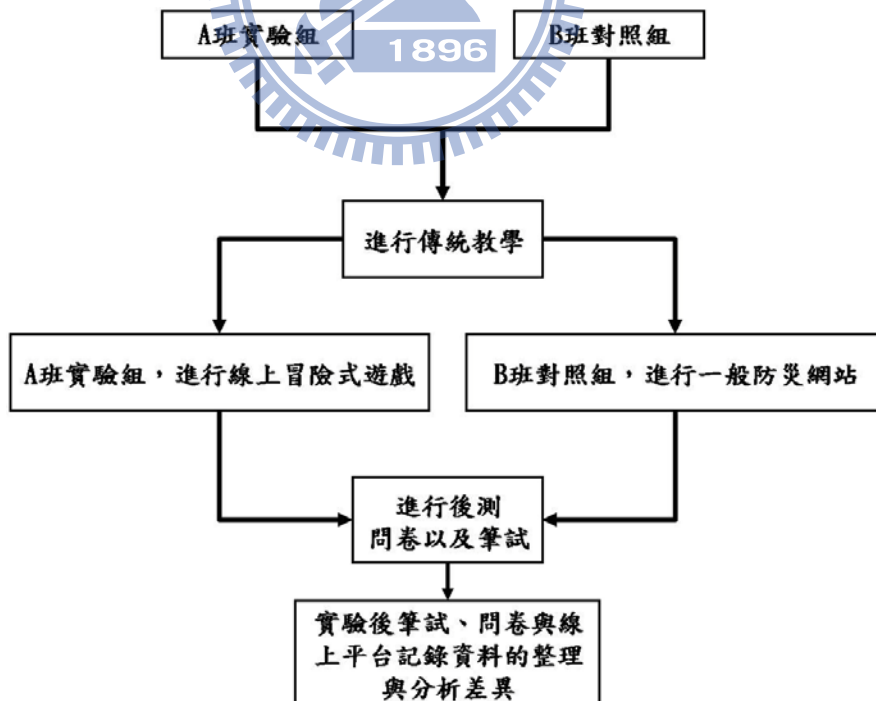 A班實驗組
B班對照組
1896
進行傳統教學
A班實驗組，進行線上冒險式遊戲
B班對照組，進行一般防災網站
進行後測
問卷以及筆試
實驗後筆試、問卷與線
上平台記錄資料的整理
與分析差異